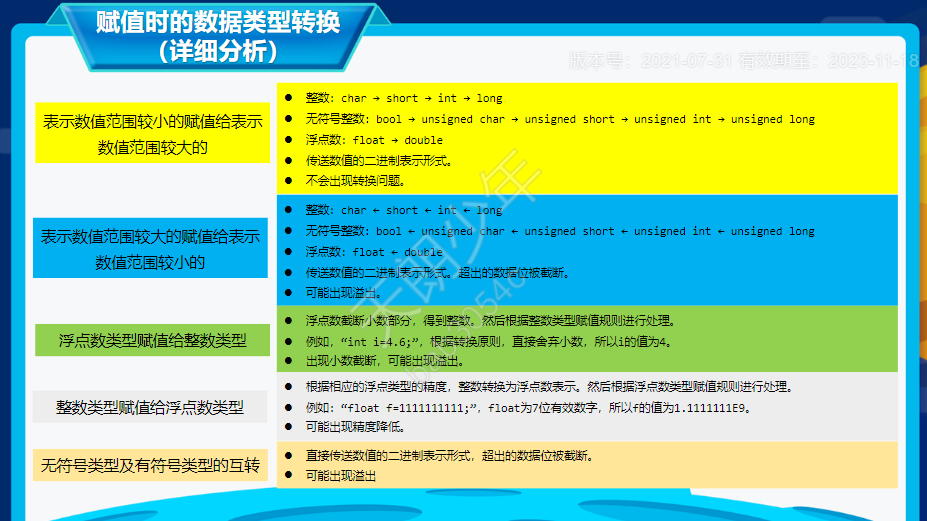 赋值时的数据类型转换
（详细分析）
版本号：2021-07-31 有效期至：2023-11-18
表示数值范围较小的赋值给表示
数值范围较大的
● 整数：char → short → int → long
● 无符号整数：bool → unsigned char → unsigned short → unsigned int → unsigned long
● 浮点数：float → double
● 传送数值的二进制表示形式。
● 不会出现转换问题。
表示数值范围较大的赋值给表示
数值范围较小的
● 整数：char ← short ← int ← long
● 无符号整数：bool ← unsigned char ← unsigned short ← unsigned int ← unsigned long
● 浮点数：float ← double
● 传送数值的二进制表示形式。超出的数据位被截断。
● 可能出现溢出。
浮点数类型赋值给整数类型
● 浮点数截断小数部分，得到整数。然后根据整数类型赋值规则进行处理。
● 例如，“int i=4.6;”，根据转换原则，直接舍弃小数，所以i的值为4。
● 出现小数截断，可能出现溢出。
整数类型赋值给浮点数类型
● 根据相应的浮点类型的精度，整数转换为浮点数表示。然后根据浮点数类型赋值规则进行处理。
● 例如：“float f=1111111111;”，float为7位有效数字，所以f的值为1.1111111E9。
● 可能出现精度降低。
无符号类型及有符号类型的互转
● 直接传送数值的二进制表示形式，超出的数据位被截断。
● 可能出现溢出
天朗少年